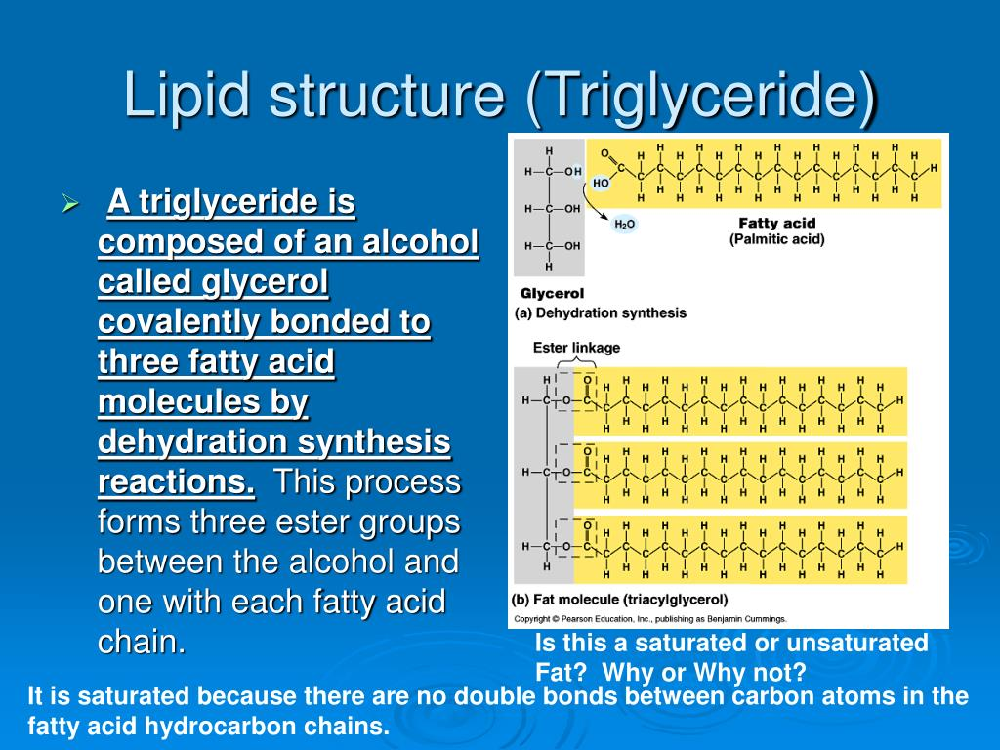 Lipid structure (Triglyceride)
A triglyceride is
composed of an alcohol
called glycerol
covalently bonded to
three fatty acid
molecules by
dehydration synthesis
reactions. This process
forms three ester groups
between the alcohol and
one with each fatty acid
chain.
H
H—C—OH
H—C—OH
H—C—OH
H
O
C
HO
H H H H H H H H H H H H H H H
C C C C C C C C C C C C C C C H
H H H H H H H H H H H H H H H
H₂O
Fatty acid
(Palmitic acid)
Glycerol
(a) Dehydration synthesis
Ester linkage
H O H H H H H H H H H H H H H H H
H—C—O—C C C C C C C C C C C C C C C C H
H H H H H H H H H H H H H H H
O H H H H H H H H H H H H H H H
H—C—O—C C C C C C C C C C C C C C C C H
H H H H H H H H H H H H H H H
O H H H H H H H H H H H H H H H
H—C—O—C C C C C C C C C C C C C C C C H
H H H H H H H H H H H H H H H H
(b) Fat molecule (triacylglycerol)
Copyright © Pearson Education, Inc., publishing as Benjamin Cummings.
Is this a saturated or unsaturated
Fat? Why or Why not?
It is saturated because there are no double bonds between carbon atoms in the
fatty acid hydrocarbon chains.